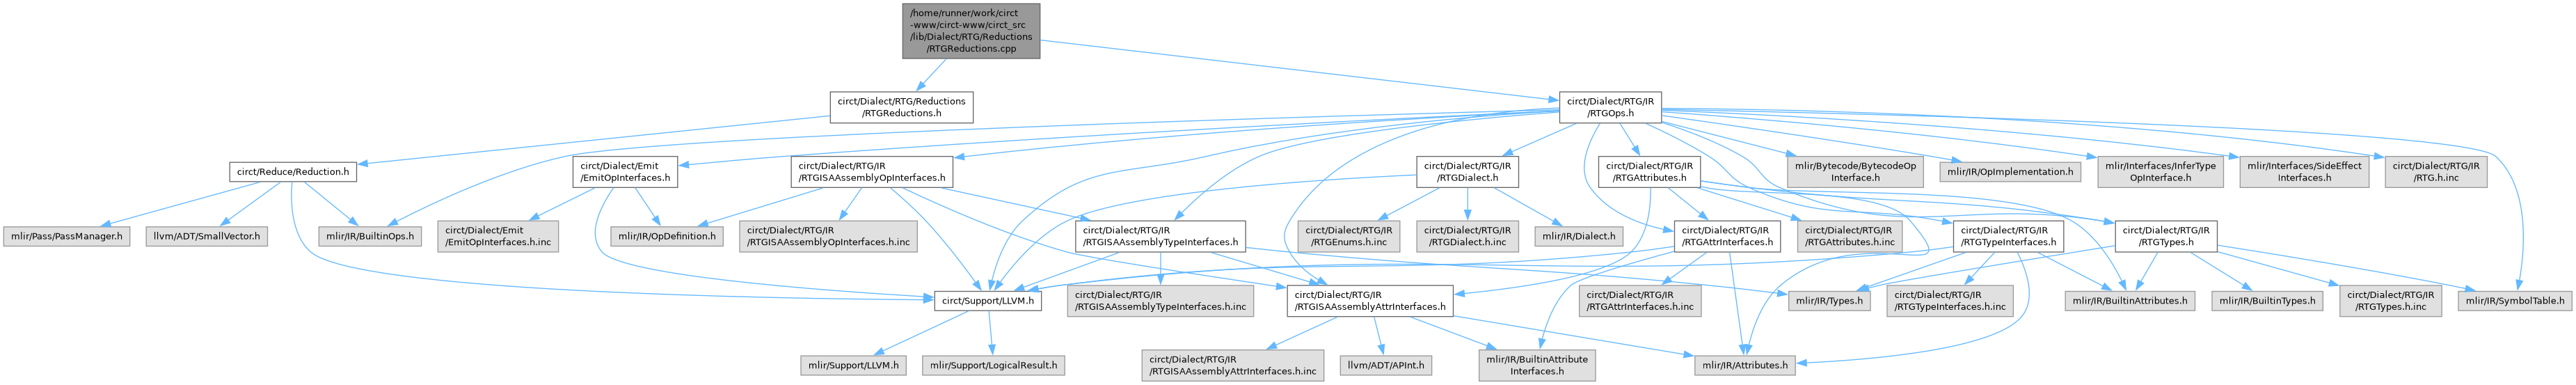 /home/runner/work/circt
-www/circt-www/circt_src
/lib/Dialect/RTG/Reductions
/RTGReductions.cpp
circt/Dialect/RTG/Reductions
/RTGReductions.h
circt/Dialect/RTG/IR
/RTGOps.h
circt/Reduce/Reduction.h
circt/Dialect/Emit
/EmitOpInterfaces.h
circt/Dialect/RTG/IR
/RTGISAAssemblyOpInterfaces.h
circt/Dialect/RTG/IR
/RTGDialect.h
circt/Dialect/RTG/IR
/RTGAttributes.h
mlir/Bytecode/BytecodeOp
Interface.h
mlir/IR/OpImplementation.h
mlir/Interfaces/InferType
OpInterface.h
mlir/Interfaces/SideEffect
Interfaces.h
circt/Dialect/RTG/IR
/RTG.h.inc
mlir/Pass/PassManager.h
llvm/ADT/SmallVector.h
mlir/IR/BuiltinOps.h
circt/Dialect/Emit
/EmitOpInterfaces.h.inc
mlir/IR/OpDefinition.h
circt/Dialect/RTG/IR
/RTGISAAssemblyOpInterfaces.h.inc
circt/Dialect/RTG/IR
/RTGISAAssemblyTypeInterfaces.h
circt/Dialect/RTG/IR
/RTGEnums.h.inc
circt/Dialect/RTG/IR
/RTGDialect.h.inc
mlir/IR/Dialect.h
circt/Dialect/RTG/IR
/RTGAttrInterfaces.h
circt/Dialect/RTG/IR
/RTGAttributes.h.inc
circt/Dialect/RTG/IR
/RTGTypeInterfaces.h
circt/Dialect/RTG/IR
/RTGTypes.h
circt/Support/LLVM.h
circt/Dialect/RTG/IR
/RTGISAAssemblyTypeInterfaces.h.inc
circt/Dialect/RTG/IR
/RTGISAAssemblyAttrInterfaces.h
circt/Dialect/RTG/IR
/RTGAttrInterfaces.h.inc
mlir/IR/Types.h
circt/Dialect/RTG/IR
/RTGTypeInterfaces.h.inc
mlir/IR/BuiltinAttributes.h
mlir/IR/BuiltinTypes.h
circt/Dialect/RTG/IR
/RTGTypes.h.inc
mlir/IR/SymbolTable.h
mlir/Support/LLVM.h
mlir/Support/LogicalResult.h
circt/Dialect/RTG/IR
/RTGISAAssemblyAttrInterfaces.h.inc
llvm/ADT/APInt.h
mlir/IR/BuiltinAttribute
Interfaces.h
mlir/IR/Attributes.h